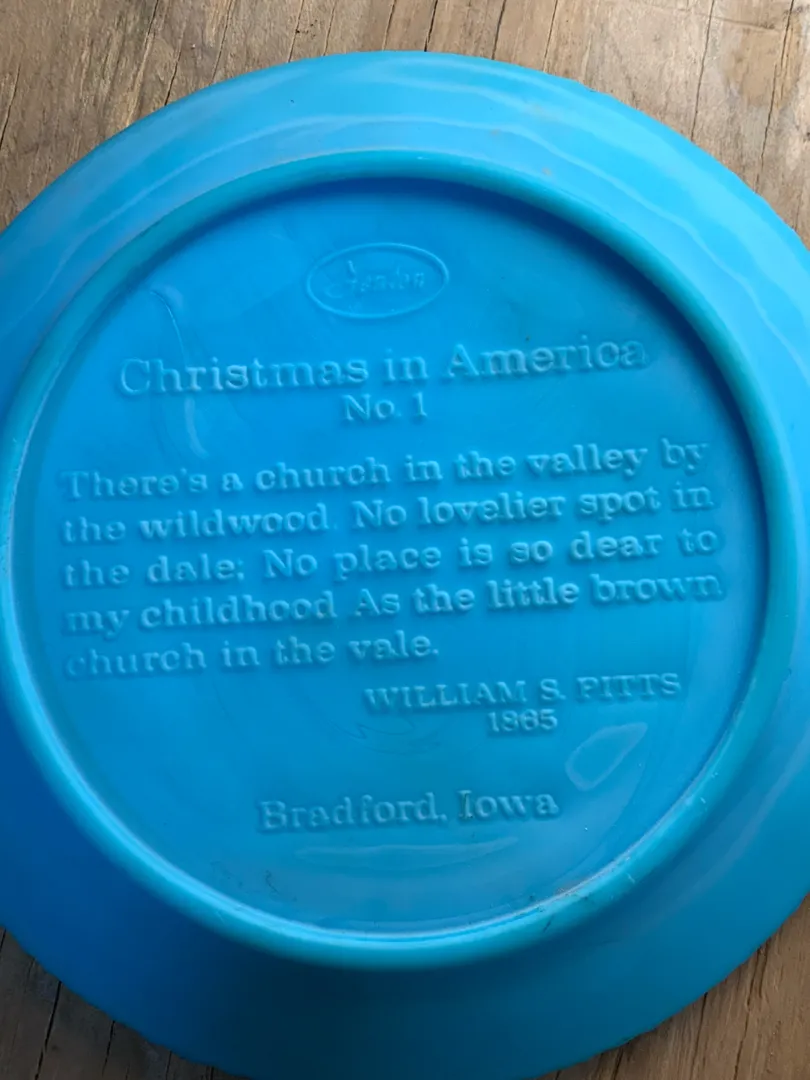 Fenton
Christmas in America
No. 1
There's a church in the valley by
the wildwood. No lovelier spot in
the dale; No place is so dear to
my childhood As the little brown
church in the vale.
WILLIAM S. PITTS
1865
Bradford, Iowa